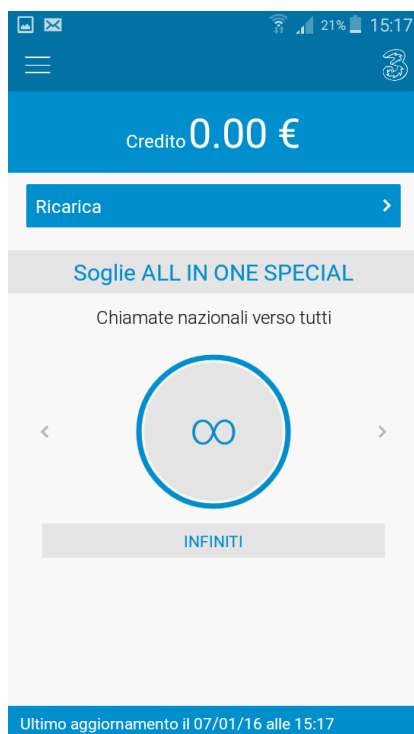 21% 15:17
3
Credito 0.00 €
Ricarica
Soglie ALL IN ONE SPECIAL
Chiamate nazionali verso tutti
∞
INFINITI
Ultimo aggiornamento il 07/01/16 alle 15:17